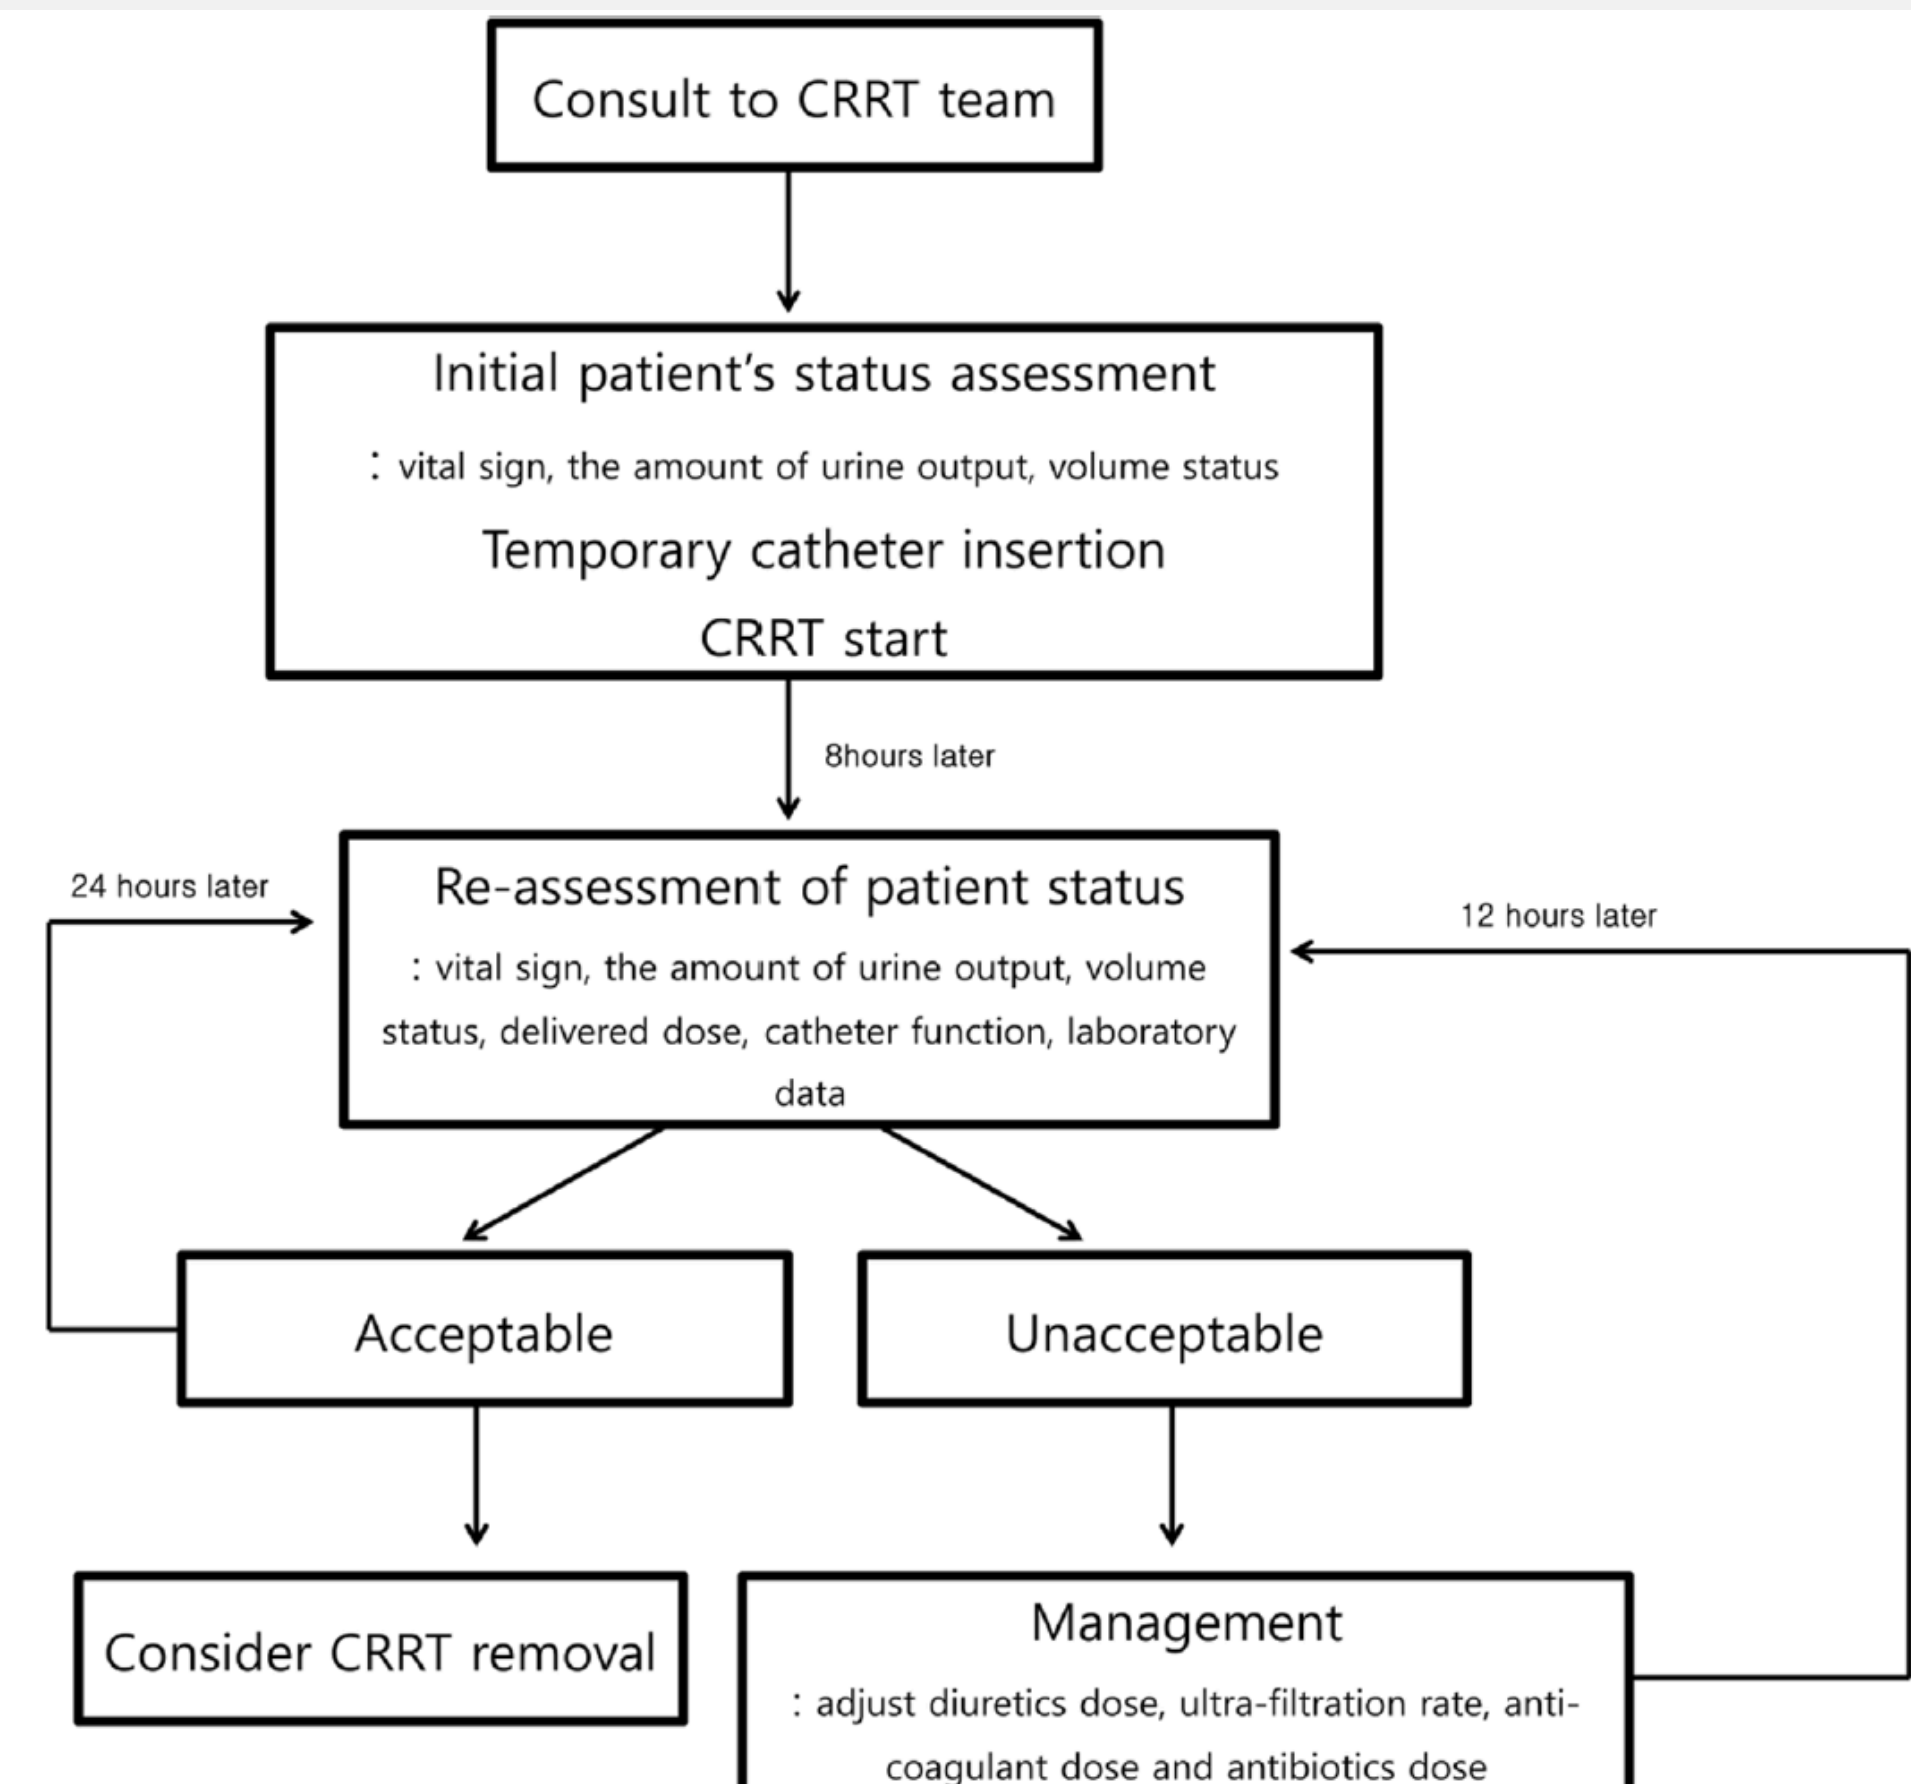 Consult to CRRT team
Initial patient’s status assessment
: vital sign, the amount of urine output, volume status
Temporary catheter insertion
CRRT start
8hours later
24 hours later
Re-assessment of patient status
12 hours later
: vital sign, the amount of urine output, volume
status, delivered dose, catheter function, laboratory
data
Acceptable
Unacceptable
Consider CRRT removal
Management
: adjust diuretics dose, ultra-filtration rate, anti-
coagulant dose and antibiotics dose